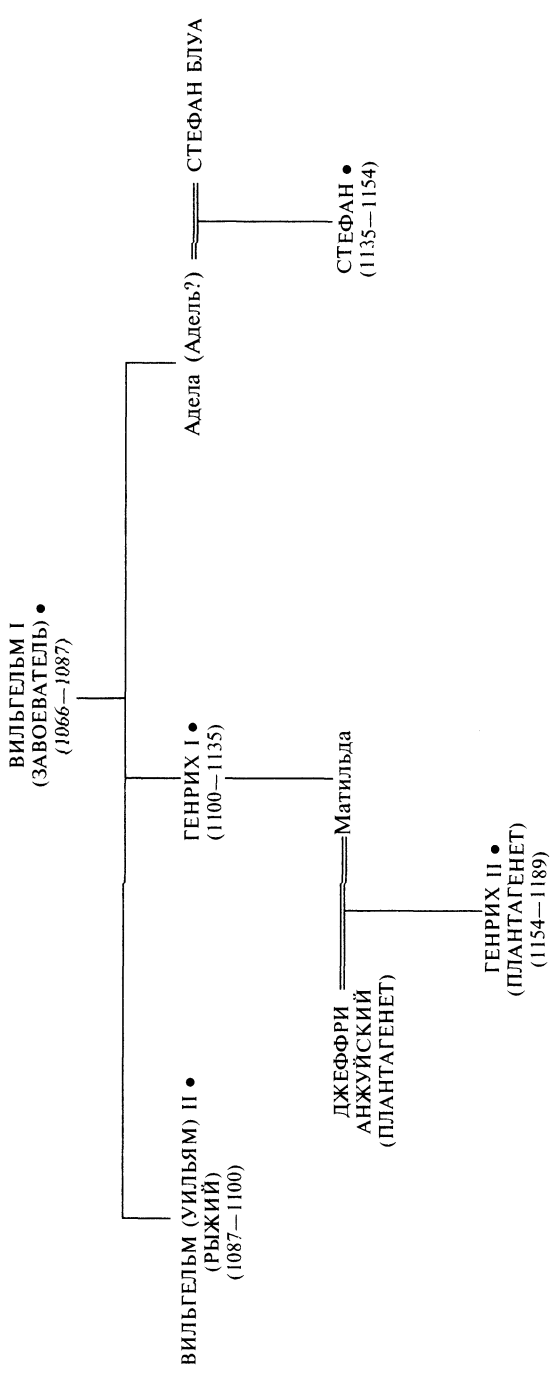 ВИЛЬГЕЛЬМ I
(ЗАВОЕВАТЕЛЬ) •
(1066—1087)
ВИЛЬГЕЛЬМ (УИЛЬЯМ) II •
(РЫЖИЙ)
(1087—1100)
ГЕНРИХ I •
(1100—1135)
Адела (Адель?)
СТЕФАН БЛУА
ДЖЕФФРИ
АНЖУЙСКИЙ
(ПЛАНТАГЕНЕТ)
Матильда
СТЕФАН •
(1135—1154)
ГЕНРИХ II •
(ПЛАНТАГЕНЕТ)
(1154—1189)